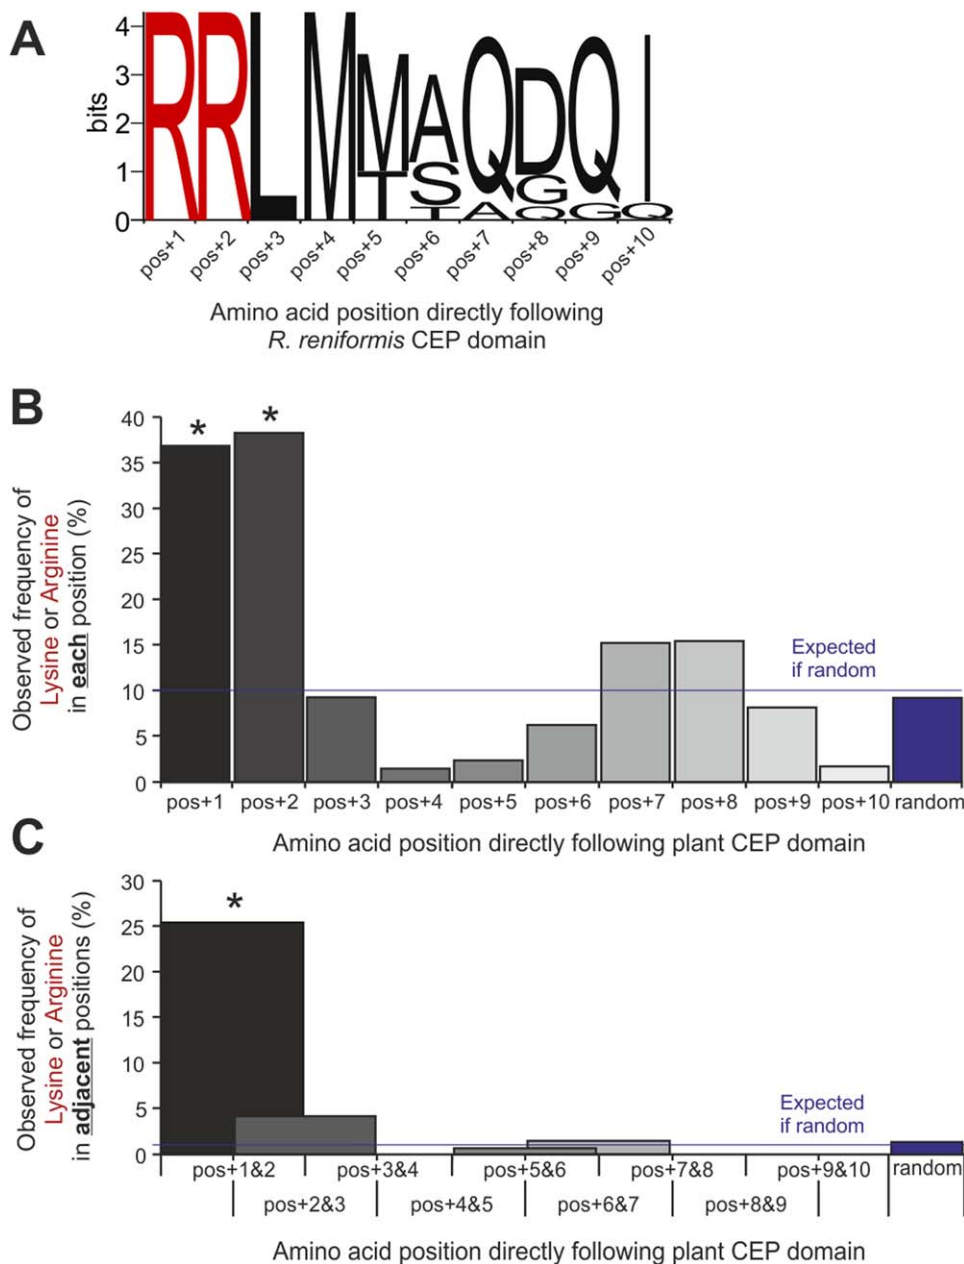 A
bits
4
3
2
1
0
RRLMMAQDQI
TSGGQ
TAQ
pos+1 pos+2 pos+3 pos+4 pos+5 pos+6 pos+7 pos+8 pos+9 pos+10
Amino acid position directly following
R. reniformis CEP domain
B
Observed frequency of
Lysine or Arginine
in each position (%)
40
35
30
25
20
15
10
5
0
* *
Expected
if random
pos+1 pos+2 pos+3 pos+4 pos+5 pos+6 pos+7 pos+8 pos+9 pos+10 random
Amino acid position directly following plant CEP domain
C
Observed frequency of
Lysine or Arginine
in adjacent positions (%)
30
25
20
15
10
5
0
*
Expected
if random
pos+1&2 pos+3&4 pos+5&6 pos+7&8 pos+9&10 random
pos+2&3 pos+4&5 pos+6&7 pos+8&9
Amino acid position directly following plant CEP domain